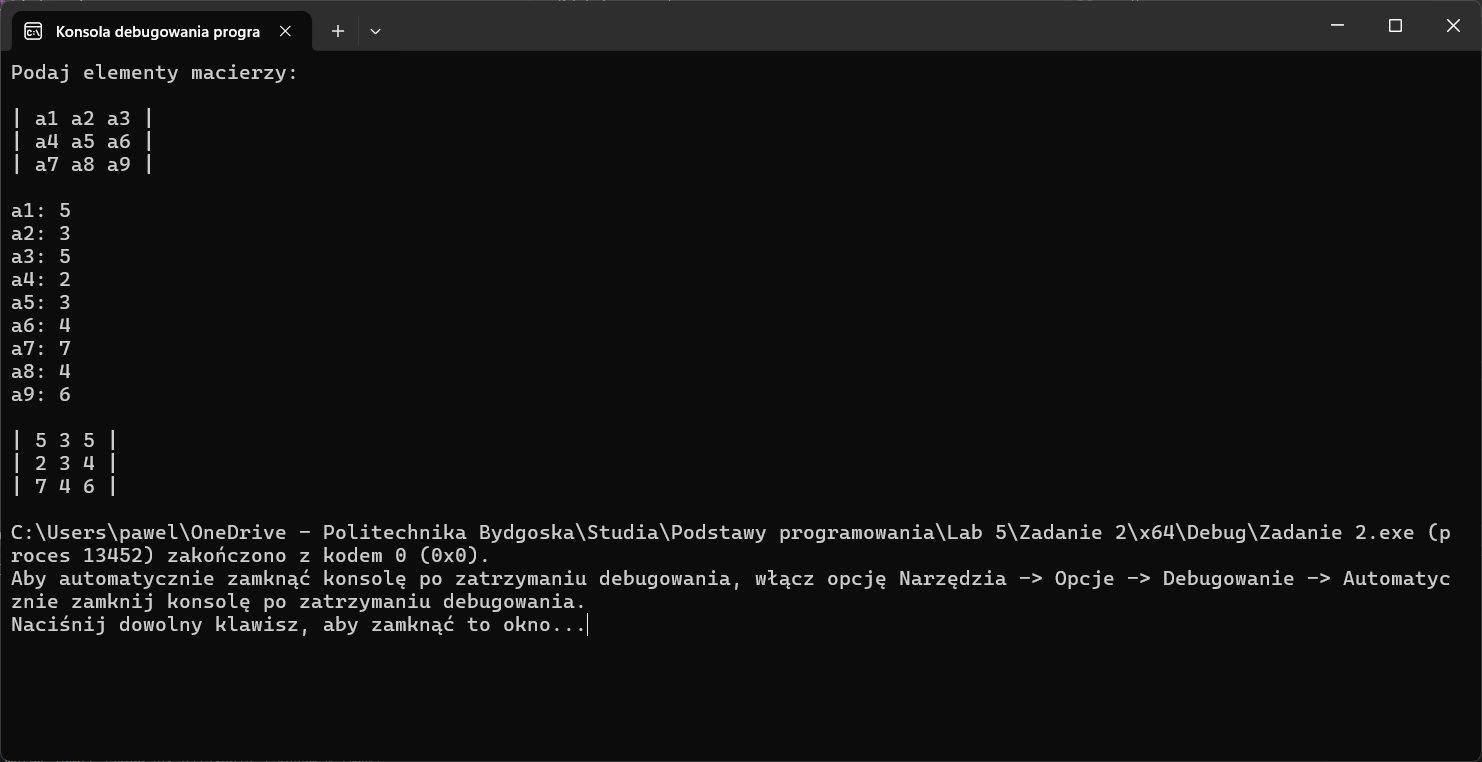 Konsola debugowania progra
Podaj elementy macierzy:
| a1 a2 a3 |
| a4 a5 a6 |
| a7 a8 a9 |
a1: 5
a2: 3
a3: 5
a4: 2
a5: 3
a6: 4
a7: 7
a8: 4
a9: 6
| 5 3 5 |
| 2 3 4 |
| 7 4 6 |
C:\Users\pawel\OneDrive - Politechnika Bydgoska\Studia\Podstawy programowania\Lab 5\Zadanie 2\x64\Debug\Zadanie 2.exe (p
roces 13452) zakończono z kodem 0 (0x0).
Aby automatycznie zamknąć konsolę po zatrzymaniu debugowania, włącz opcję Narzędzia -> Opcje -> Debugowanie -> Automatyc
znie zamknij konsolę po zatrzymaniu debugowania.
Naciśnij dowolny klawisz, aby zamknąć to okno...